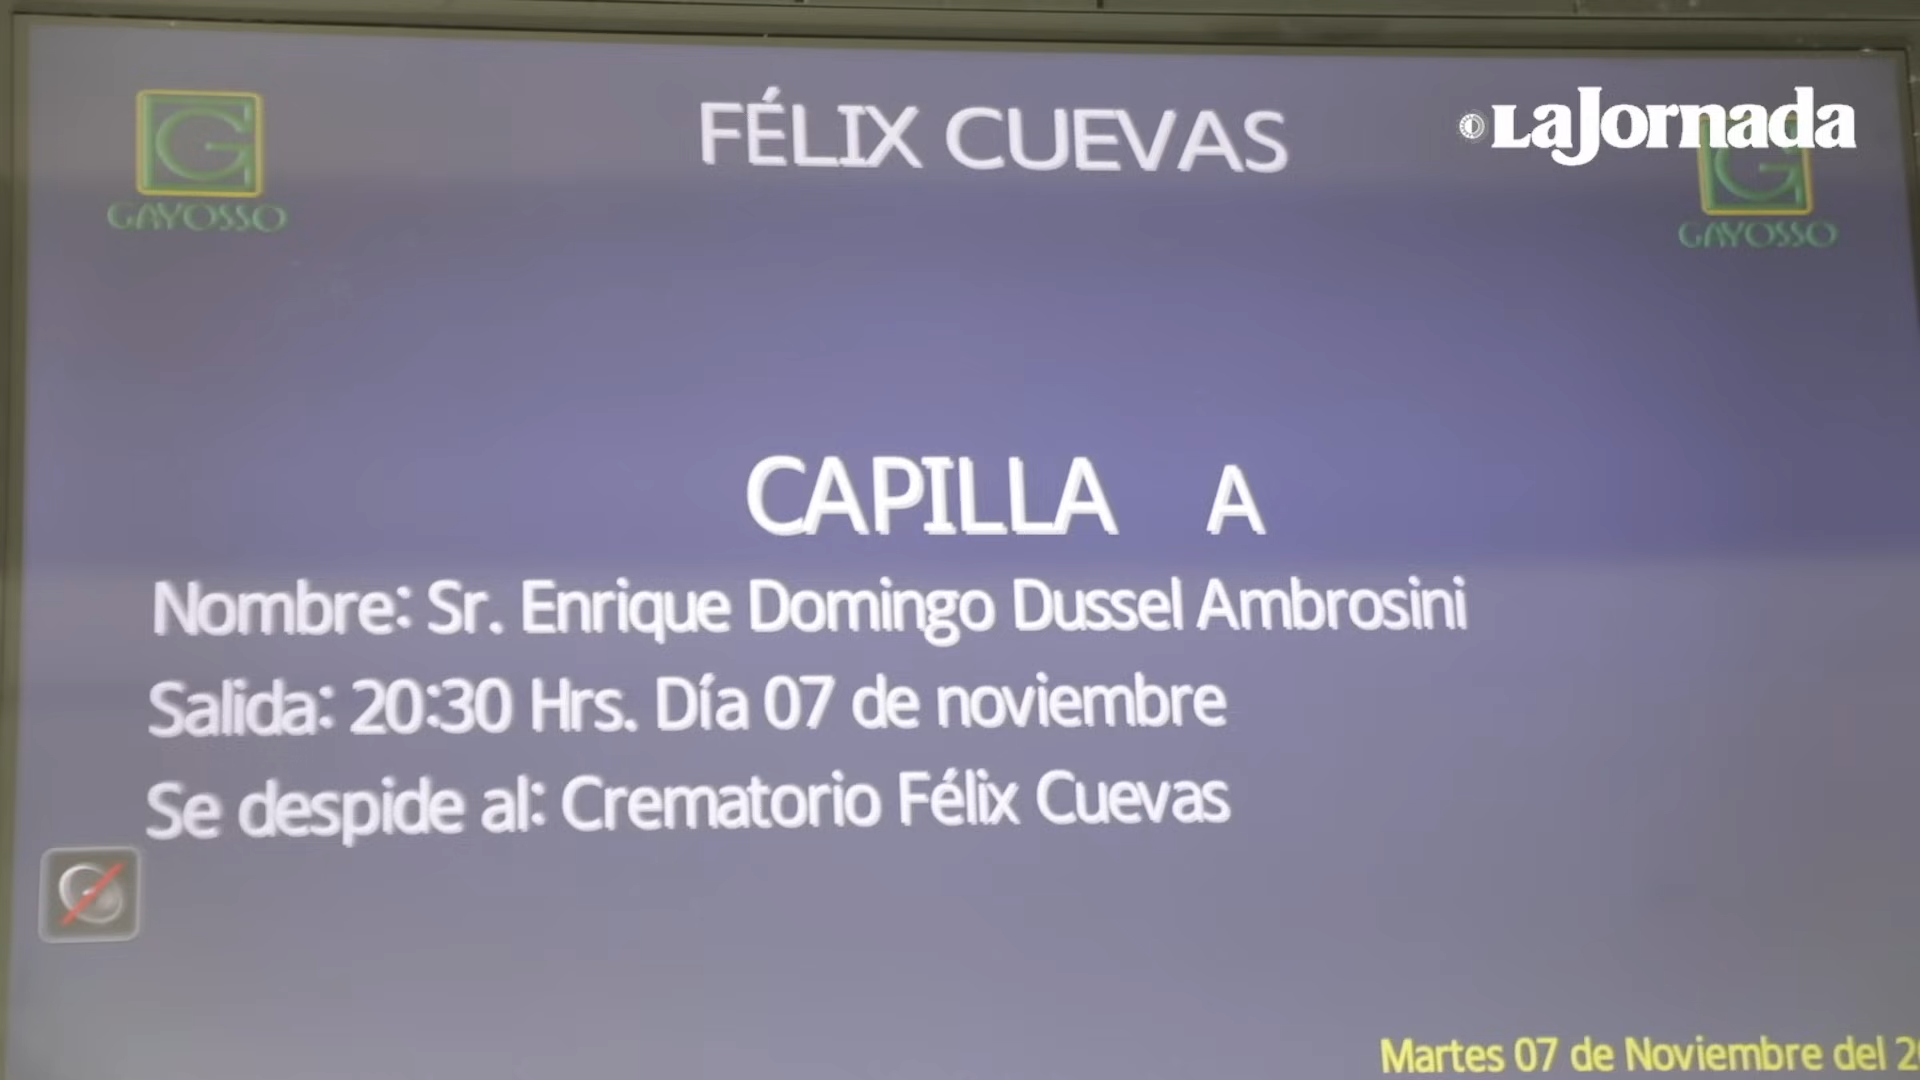 FÉLIX CUEVAS
LaJornada
GAYOSSO
GAYOSSO
CAPILLA A
Nombre: Sr. Enrique Domingo Dussel Ambrosini
Salida: 20:30 Hrs. Día 07 de noviembre
Se despide al: Crematorio Félix Cuevas
Martes 07 de Noviembre del